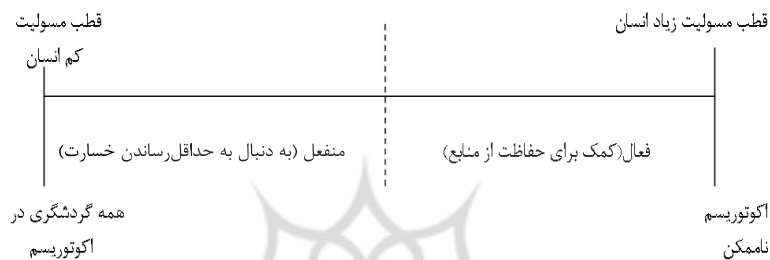 قطب مسولیت زیاد انسان
قطب مسولیت
کم انسان
فعال(کمک برای حفاظت از منابع)
منفعل (به دنبال به حداقل‌رساندن خسارت)
اکوتوریسم
ناممکن
همه گردشگری در
اکوتوریسم